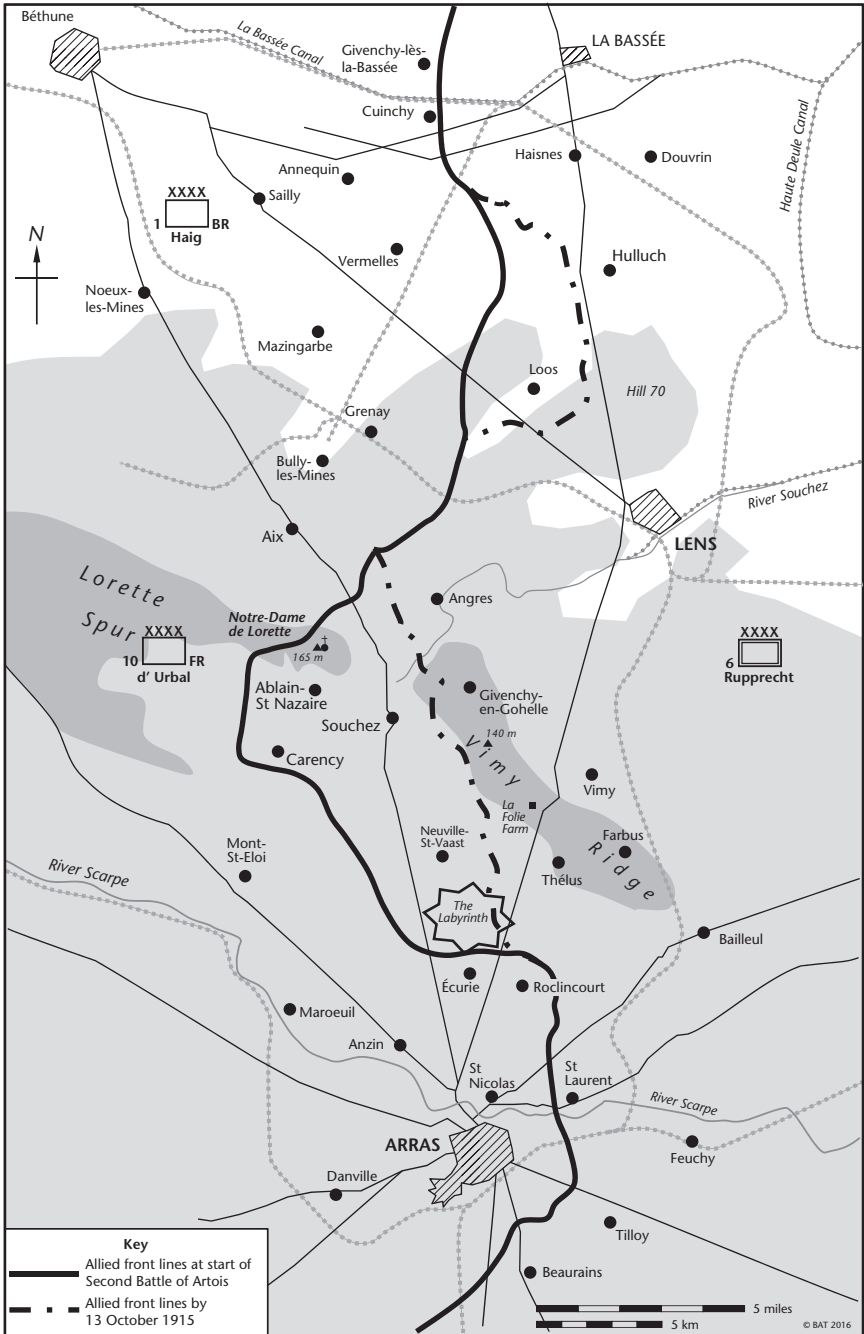 Béthune
La Bassée Canal
Givenchy-lès-
la-Bassée
LA BASSÉE
Cuinchy
Haute Deule Canal
Haisnes
Douvrin
Annequin
Sailly
XXXX
1
BR
Haig
N
Vermelles
Hulluch
Noeux-
les-Mines
Mazingarbe
Loos
Hill 70
Grenay
Bully-
les-Mines
River Souchez
Aix
LENS
Lorette
Spur
Angres
Notre-Dame
de Lorette
165 m
XXXX
10
FR
d' Urbal
XXXX
6
Rupprecht
Ablain-
St Nazaire
Givenchy-
en-Gohelle
Souchez
140 m
Carency
Vimy
Ridge
Vimy
La
Folie
Farm
Neuville-
St-Vaast
Farbus
Mont-
St-Eloi
Thélus
River Scarpe
The
Labyrinth
Bailleul
Écurie
Roclincourt
Maroeuil
Anzin
St
Nicolas
St
Laurent
River Scarpe
ARRAS
Feuchy
Danville
Tilloy
Beaurains
Key
Allied front lines at start of
Second Battle of Artois
Allied front lines by
13 October 1915
5 miles
5 km
© BAT 2016